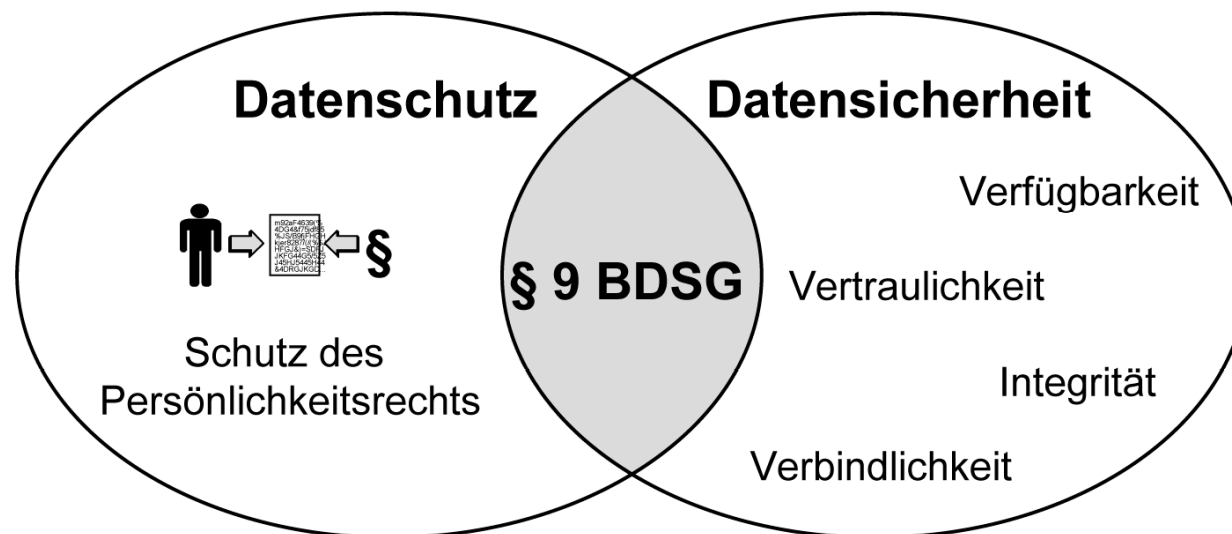 Datenschutz
Datensicherheit
Verfügbarkeit
§
§ 9 BDSG
Vertraulichkeit
Schutz des
Persönlichkeitsrechts
Integrität
Verbindlichkeit